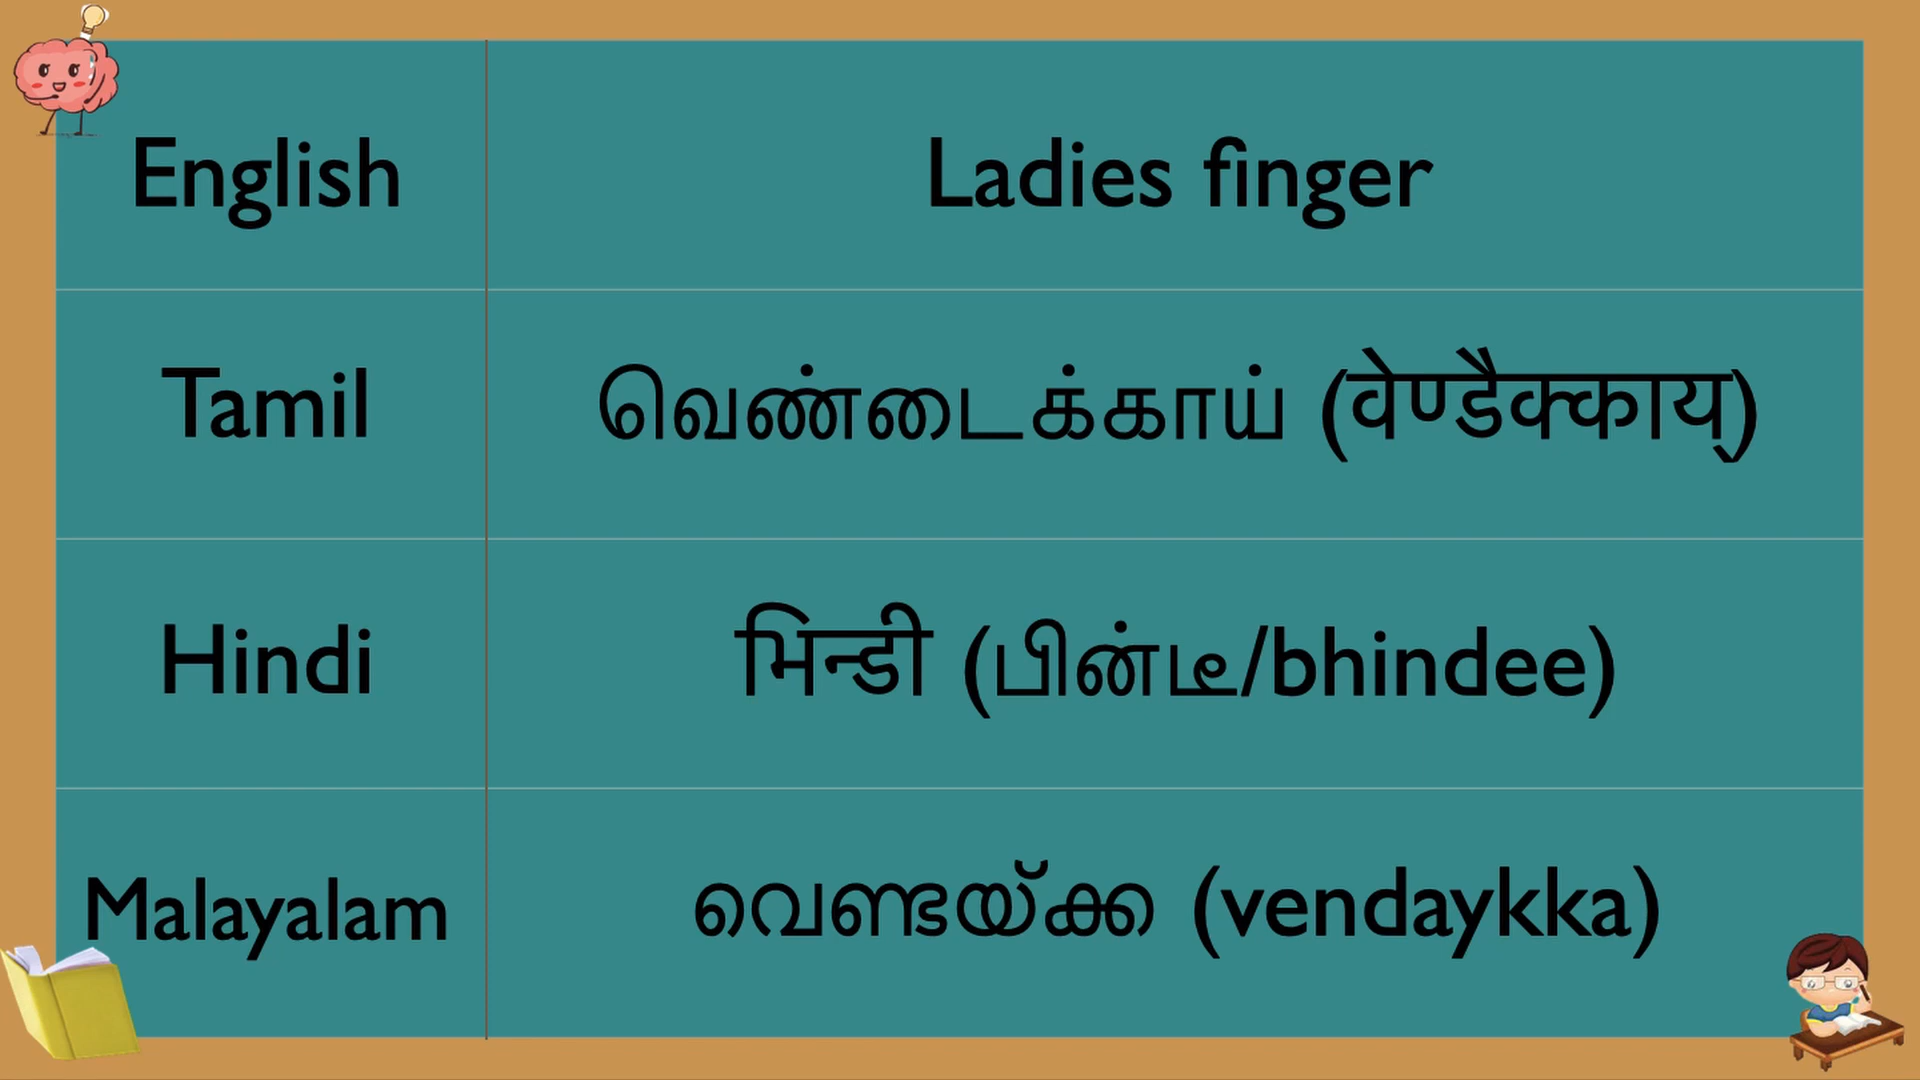 English Ladies finger
Tamil வெண்டைக்காய் (वेण्डैक्काय्)
Hindi भिन्डी (பின்டீ/bhindee)
Malayalam വെണ്ടയ്ക്ക (vendaykka)